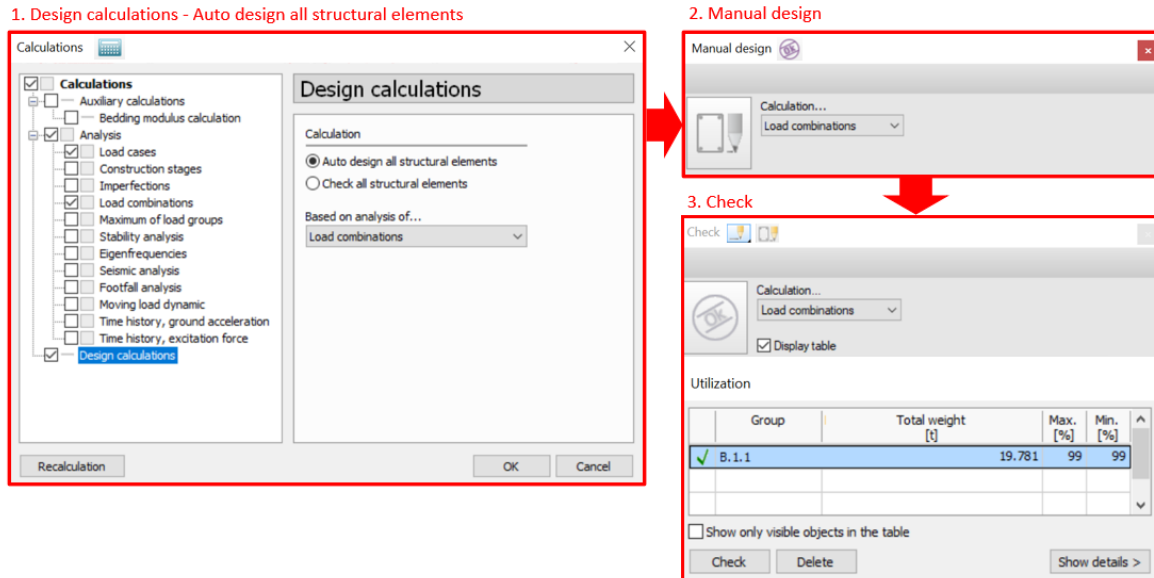 1. Design calculations - Auto design all structural elements
Calculations
Calculations
Auxiliary calculations
Bedding modulus calculation
Analysis
Load cases
Construction stages
Imperfections
Load combinations
Maximum of load groups
Stability analysis
Eigenfrequencies
Seismic analysis
Footfall analysis
Moving load dynamic
Time history, ground acceleration
Time history, excitation force
Design calculations
Design calculations
Calculation
Auto design all structural elements
Check all structural elements
Based on analysis of...
Load combinations
Recalculation
OK
Cancel
2. Manual design
Manual design OK
Calculation...
Load combinations
3. Check
Check
Calculation...
Load combinations
OK
Display table
Utilization
Group Total weight [t] Max. [%] Min. [%]
B.1.1 19.781 99 99
Show only visible objects in the table
Check Delete Show details >